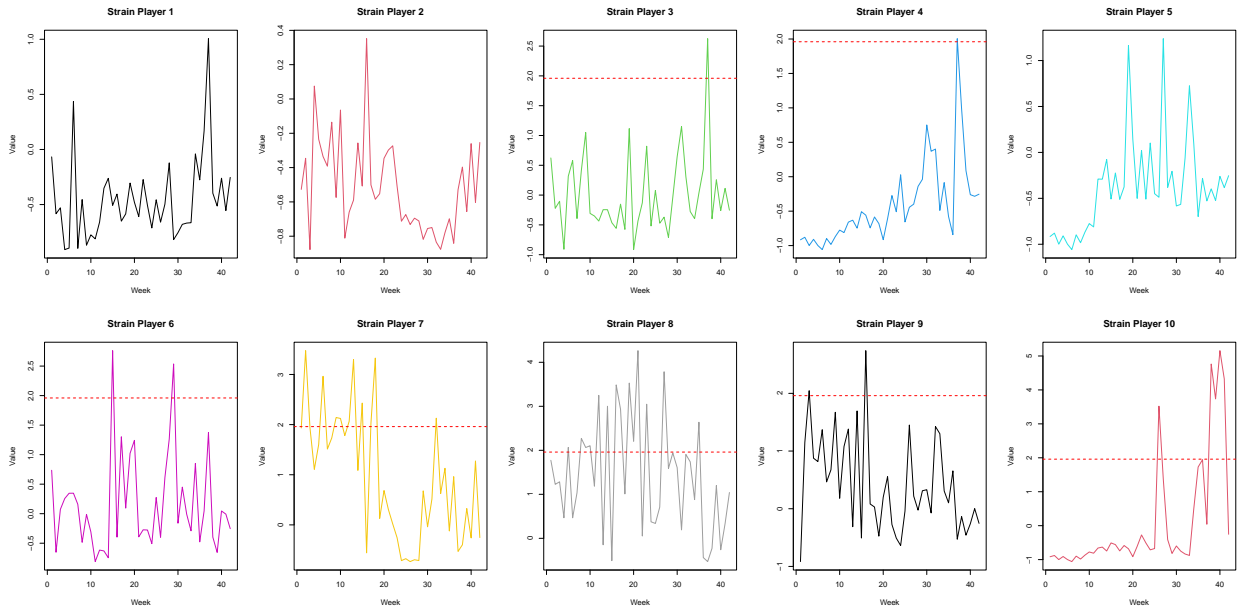 Strain Player 1
Strain Player 2
Strain Player 3
Strain Player 4
Strain Player 5
Value
-0.5 0.0 0.5 1.0
0 10 20 30 40
Week
Value
-0.8 -0.6 -0.4 -0.2 0.0 0.2 0.4
0 10 20 30 40
Week
Value
-1.0 -0.5 0.0 0.5 1.0 1.5 2.0 2.5
0 10 20 30 40
Week
Value
-1.0 -0.5 0.0 0.5 1.0 1.5 2.0
0 10 20 30 40
Week
Value
-1.0 -0.5 0.0 0.5 1.0
0 10 20 30 40
Week
Strain Player 6
Strain Player 7
Strain Player 8
Strain Player 9
Strain Player 10
Value
-0.5 0.0 0.5 1.0 1.5 2.0 2.5
0 10 20 30 40
Week
Value
0 1 2 3
0 10 20 30 40
Week
Value
0 1 2 3 4
0 10 20 30 40
Week
Value
-1 0 1 2
0 10 20 30 40
Week
Value
-1 0 1 2 3 4 5
0 10 20 30 40
Week